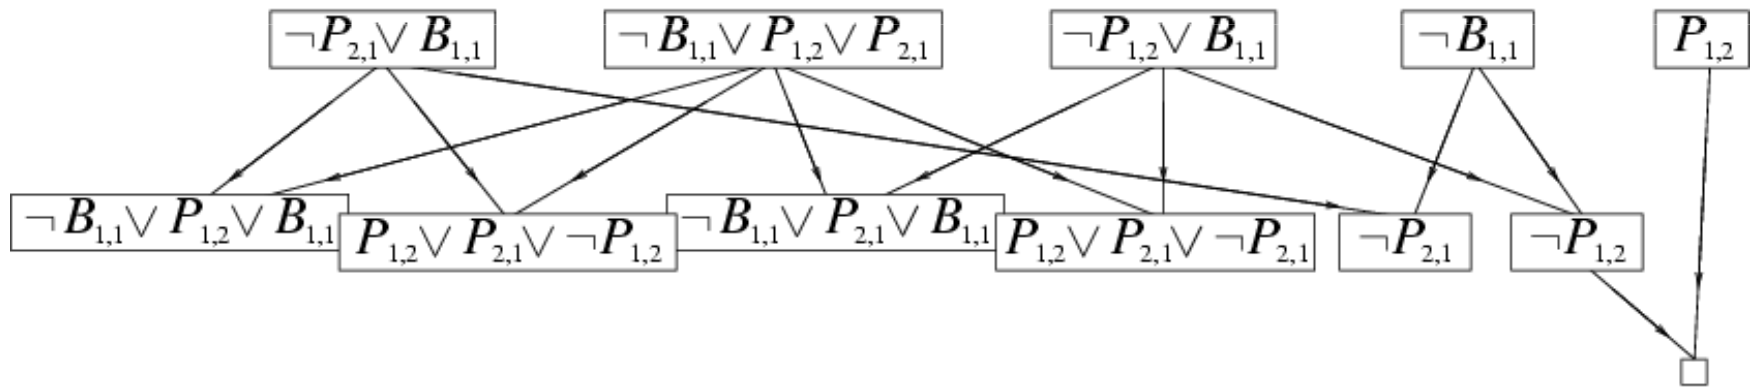 ¬P2,1 ∨ B1,1
¬B1,1 ∨ P1,2 ∨ P2,1
¬P1,2 ∨ B1,1
¬B1,1
P1,2
¬B1,1 ∨ P1,2 ∨ B1,1
P1,2 ∨ P2,1 ∨ ¬P1,2
¬B1,1 ∨ P2,1 ∨ B1,1
P1,2 ∨ P2,1 ∨ ¬P2,1
¬P2,1
¬P1,2